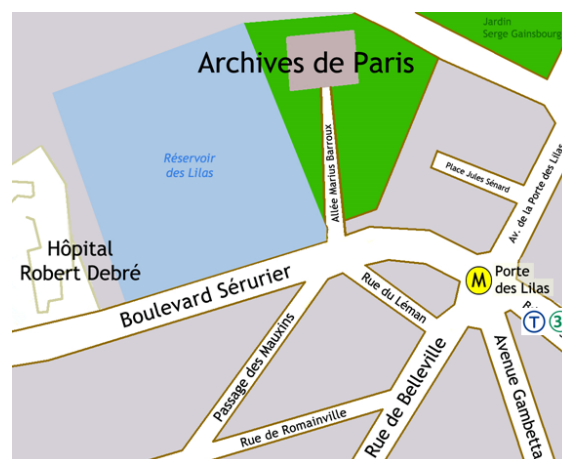 Jardin
Serge Gainsbourg
Archives de Paris
Réservoir
des Lilas
Allée Marius Barroux
Place Jules Sénard
Av. de la Porte des Lilas
Hôpital
Robert Debré
Boulevard Sérurier
M
Porte
des Lilas
T
3
Rue du Léman
Passage des Mauxins
Rue de Belleville
Avenue Gambetta
Rue de Romainville